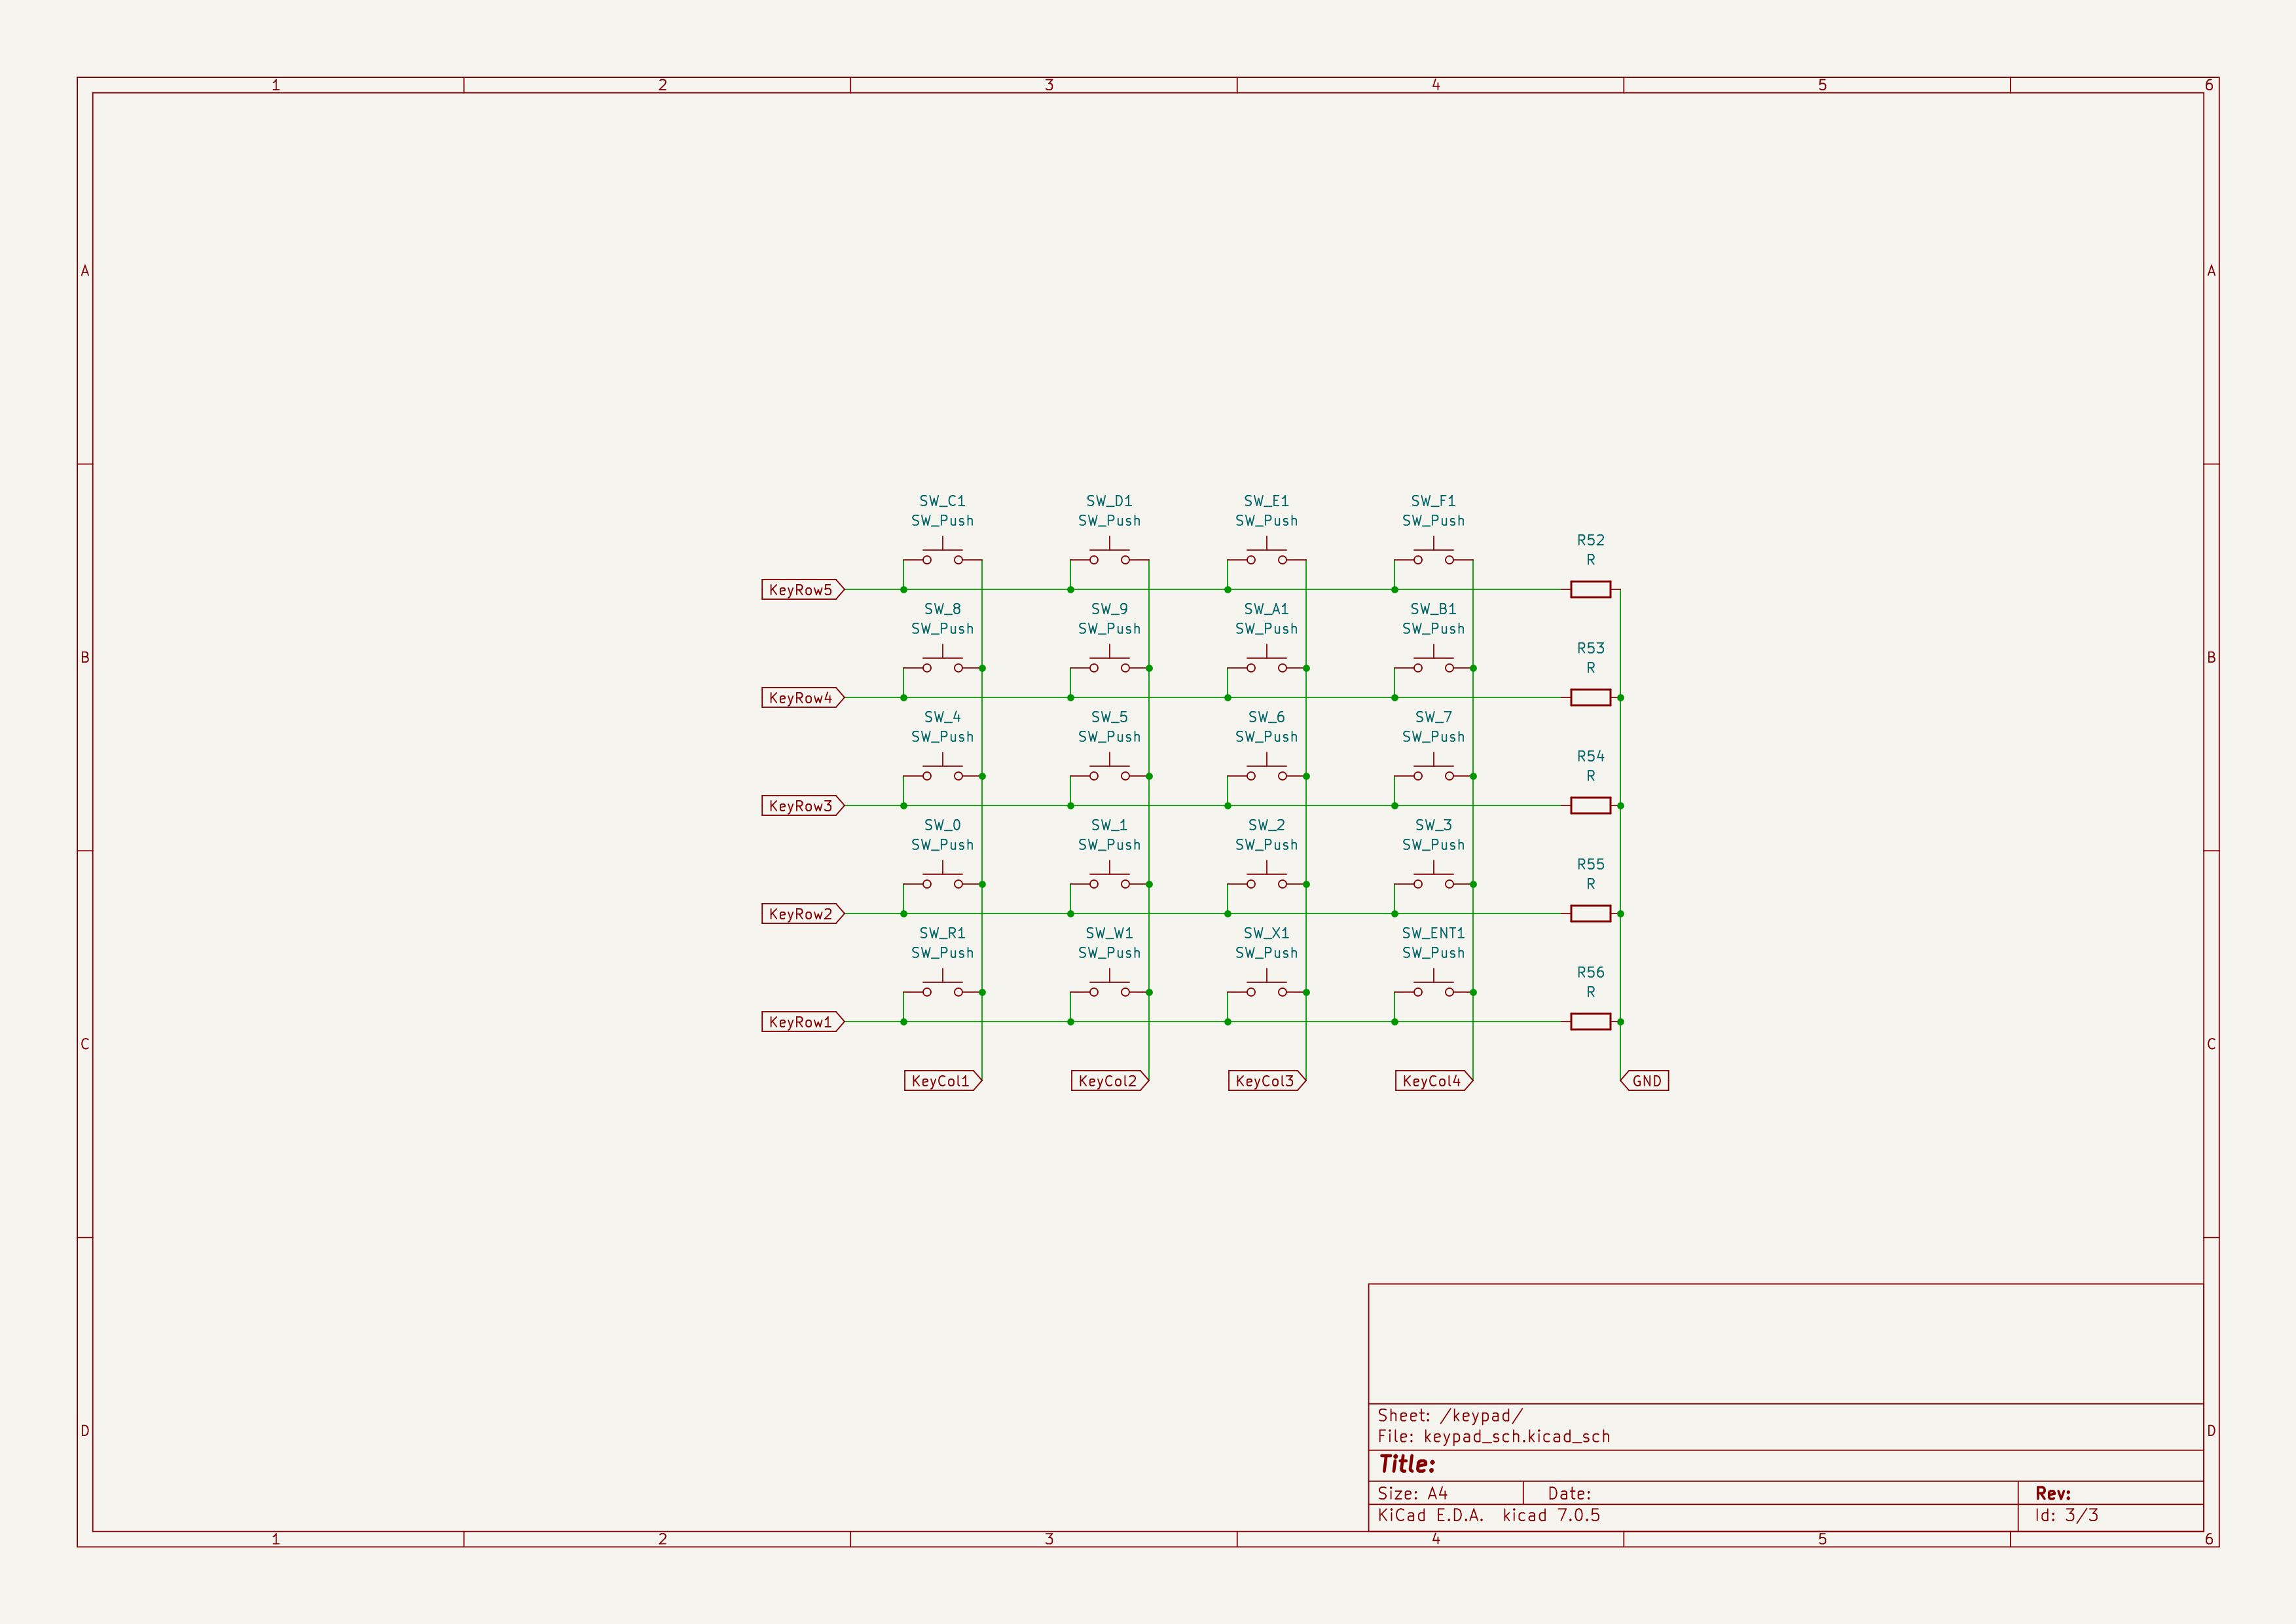 1 2 3 4 5 6
A A
SW_C1 SW_D1 SW_E1 SW_F1
SW_Push SW_Push SW_Push SW_Push
R52
R
KeyRow5
SW_8 SW_9 SW_A1 SW_B1
SW_Push SW_Push SW_Push SW_Push
R53
B B
R
KeyRow4
SW_4 SW_5 SW_6 SW_7
SW_Push SW_Push SW_Push SW_Push
R54
R
KeyRow3
SW_0 SW_1 SW_2 SW_3
SW_Push SW_Push SW_Push SW_Push
R55
R
KeyRow2
SW_R1 SW_W1 SW_X1 SW_ENT1
SW_Push SW_Push SW_Push SW_Push
R56
R
KeyRow1
C C
KeyCol1 KeyCol2 KeyCol3 KeyCol4 GND
Sheet: /keypad/
D D
File: keypad_sch.kicad_sch
Title:
Size: A4 Date: Rev:
KiCad E.D.A. kicad 7.0.5 Id: 3/3
1 2 3 4 5 6